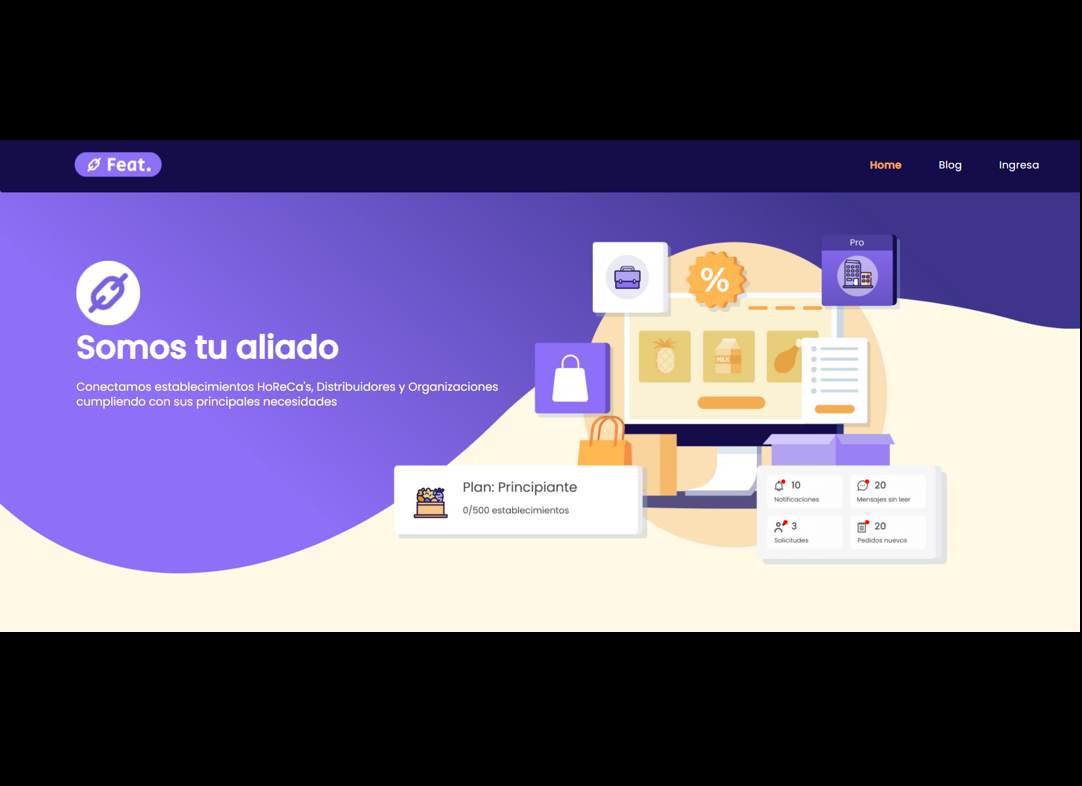 Feat.
Home
Blog
Ingresa
Somos tu aliado
Conectamos establecimientos HoReCa's, Distribuidores y Organizaciones
cumpliendo con sus principales necesidades
Pro
%
MILK
Plan: Principiante
0/500 establecimientos
10
Notificaciones
20
Mensajes sin leer
3
Solicitudes
20
Pedidos nuevos